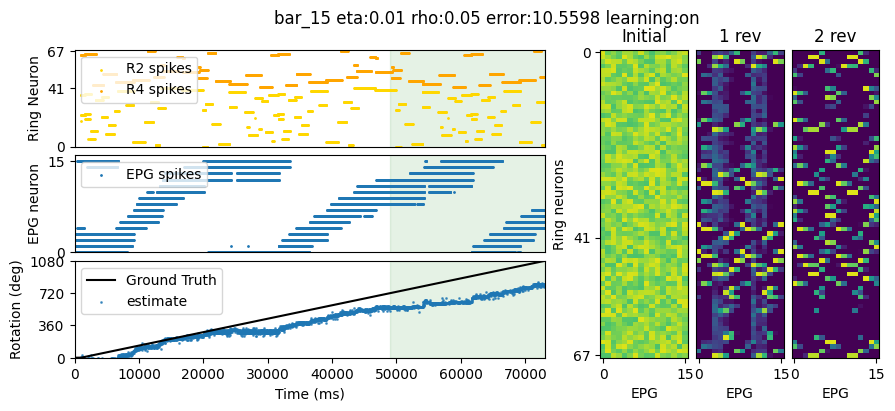 bar_15 eta:0.01 rho:0.05 error:10.5598 learning:on
Initial 1 rev 2 rev
67
41
0
Ring Neuron
R2 spikes
R4 spikes
15
0
EPG neuron
EPG spikes
1080
720
360
0
Rotation (deg)
Ground Truth
estimate
0 10000 20000 30000 40000 50000 60000 70000
Time (ms)
0
41
67
Ring neurons
0 15 0 15 0 15
EPG EPG EPG